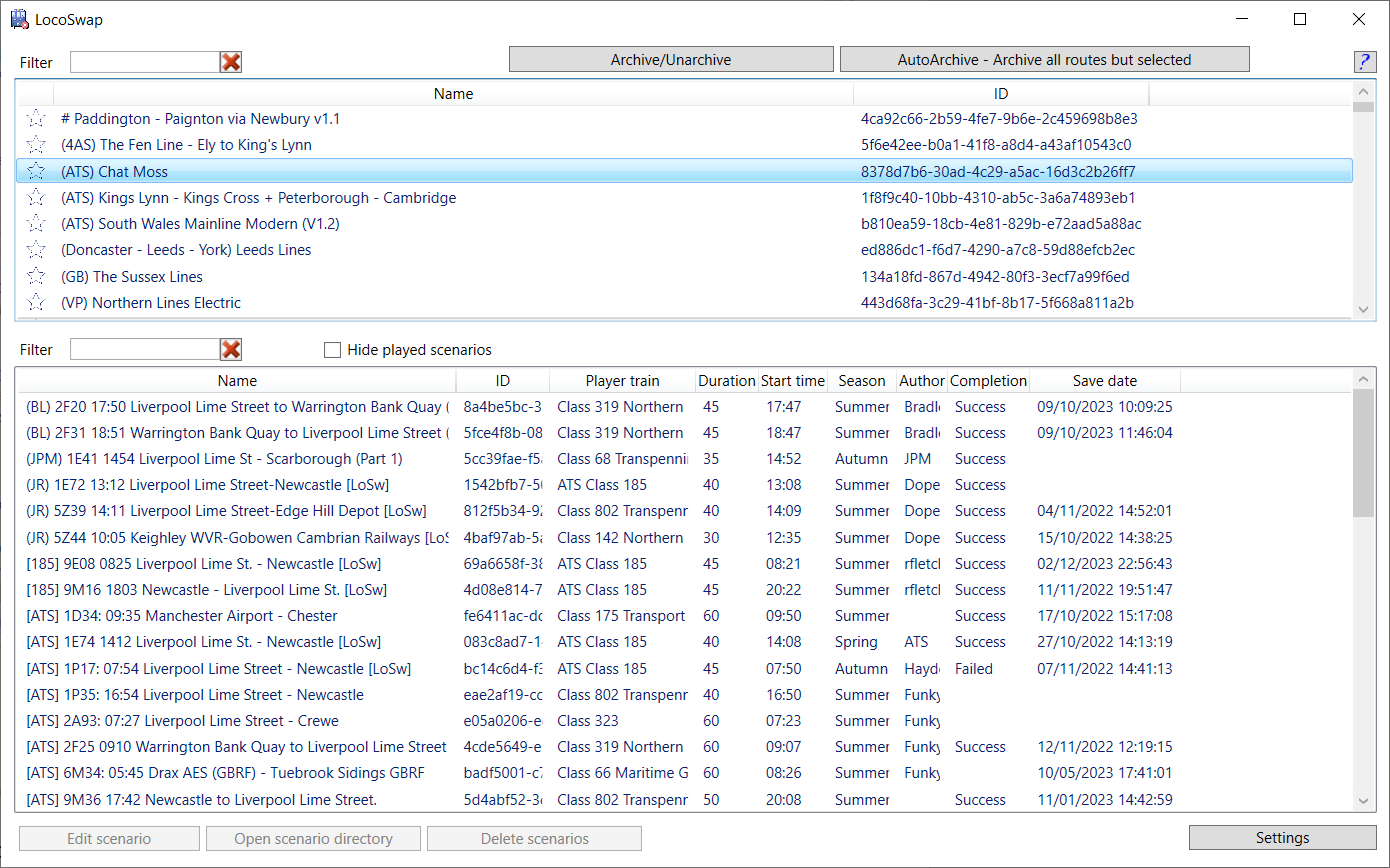 LocoSwap
Filter Archive/Unarchive AutoArchive - Archive all routes but selected ?
Name ID
# Paddington - Paignton via Newbury v1.1 4ca92c66-2b59-4fe7-9b6e-2c459698b8e3
(4AS) The Fen Line - Ely to King's Lynn 5f6e42ee-b0a1-41f8-a8d4-a43af10543c0
(ATS) Chat Moss 8378d7b6-30ad-4c29-a5ac-16d3c2b26ff7
(ATS) Kings Lynn - Kings Cross + Peterborough - Cambridge 1f8f9c40-10bb-4310-ab5c-3a6a74893eb1
(ATS) South Wales Mainline Modern (V1.2) b810ea59-18cb-4e81-829b-e72aad5a88ac
(Doncaster - Leeds - York) Leeds Lines ed886dc1-f6d7-4290-a7c8-59d88efcb2ec
(GB) The Sussex Lines 134a18fd-867d-4942-80f3-3ecf7a99f6ed
(VP) Northern Lines Electric 443d68fa-3c29-41bf-8b17-5f668a811a2b
Filter Hide played scenarios
Name ID Player train Duration Start time Season Author Completion Save date
(BL) 2F20 17:50 Liverpool Lime Street to Warrington Bank Quay ( 8a4be5bc-3 Class 319 Northern 45 17:47 Summer Bradl Success 09/10/2023 10:09:25
(BL) 2F31 18:51 Warrington Bank Quay to Liverpool Lime Street ( 5fce4f8b-08 Class 319 Northern 45 18:47 Summer Bradl Success 09/10/2023 11:46:04
(JPM) 1E41 1454 Liverpool Lime St - Scarborough (Part 1) 5cc39fae-f5 Class 68 Transpenni 35 14:52 Autumn JPM Success
(JR) 1E72 13:12 Liverpool Lime Street-Newcastle [LoSw] 1542bfb7-50 ATS Class 185 40 13:08 Summer Dope Success
(JR) 5Z39 14:11 Liverpool Lime Street-Edge Hill Depot [LoSw] 812f5b34-92 Class 802 Transpenr 40 14:09 Summer Dope Success 04/11/2022 14:52:01
(JR) 5Z44 10:05 Keighley WVR-Gobowen Cambrian Railways [LoS 4baf97ab-5a Class 142 Northern 30 12:35 Summer Dope Success 15/10/2022 14:38:25
[185] 9E08 0825 Liverpool Lime St. - Newcastle [LoSw] 69a6658f-38 ATS Class 185 45 08:21 Summer rfletcl Success 02/12/2023 22:56:43
[185] 9M16 1803 Newcastle - Liverpool Lime St. [LoSw] 4d08e814-7 ATS Class 185 45 20:22 Summer rfletcl Success 11/11/2022 19:51:47
[ATS] 1D34: 09:35 Manchester Airport - Chester fe6411ac-dc Class 175 Transport 60 09:50 Summer Success 17/10/2022 15:17:08
[ATS] 1E74 1412 Liverpool Lime St. - Newcastle [LoSw] 083c8ad7-1 ATS Class 185 40 14:08 Spring ATS Success 27/10/2022 14:13:19
[ATS] 1P17: 07:54 Liverpool Lime Street - Newcastle [LoSw] bc14c6d4-f3 ATS Class 185 45 07:50 Autumn Hayd Failed 07/11/2022 14:41:13
[ATS] 1P35: 16:54 Liverpool Lime Street - Newcastle eae2af19-cc Class 802 Transpenr 40 16:50 Summer Funky
[ATS] 2A93: 07:27 Liverpool Lime Street - Crewe e05a0206-e Class 323 60 07:23 Summer Funky
[ATS] 2F25 0910 Warrington Bank Quay to Liverpool Lime Street 4cde5649-e Class 319 Northern 60 09:07 Summer Funky Success 12/11/2022 12:19:15
[ATS] 6M34: 05:45 Drax AES (GBRF) - Tuebrook Sidings GBRF badf5001-c7 Class 66 Maritime G 60 08:26 Summer Funky 10/05/2023 17:41:01
[ATS] 9M36 17:42 Newcastle to Liverpool Lime Street. 5d4abf52-3 Class 802 Transpenr 50 20:08 Summer Success 11/01/2023 14:42:59
Edit scenario Open scenario directory Delete scenarios Settings